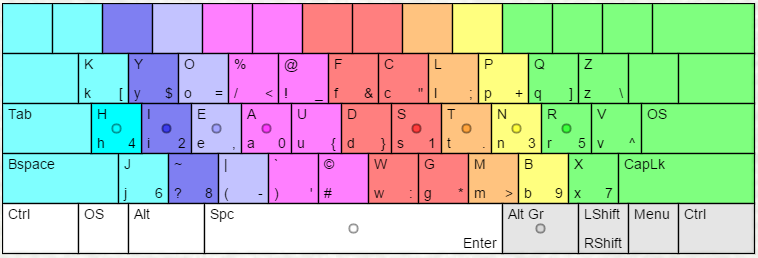 K Y O % @ F C L P Q Z
k [ y $ o = / < ! _ f & c " l ; p + q ] z \
Tab H I E A U D S T N R V OS
h 4 i 2 e , a 0 u { d } s 1 t . n 3 r 5 v ^
Bspace J ~ | ` © W G M B X CapLk
j 6 ? 8 ( - ) ' # w : g * m > b 9 x 7
Ctrl OS Alt Spc Alt Gr LShift Menu Ctrl
Enter RShift